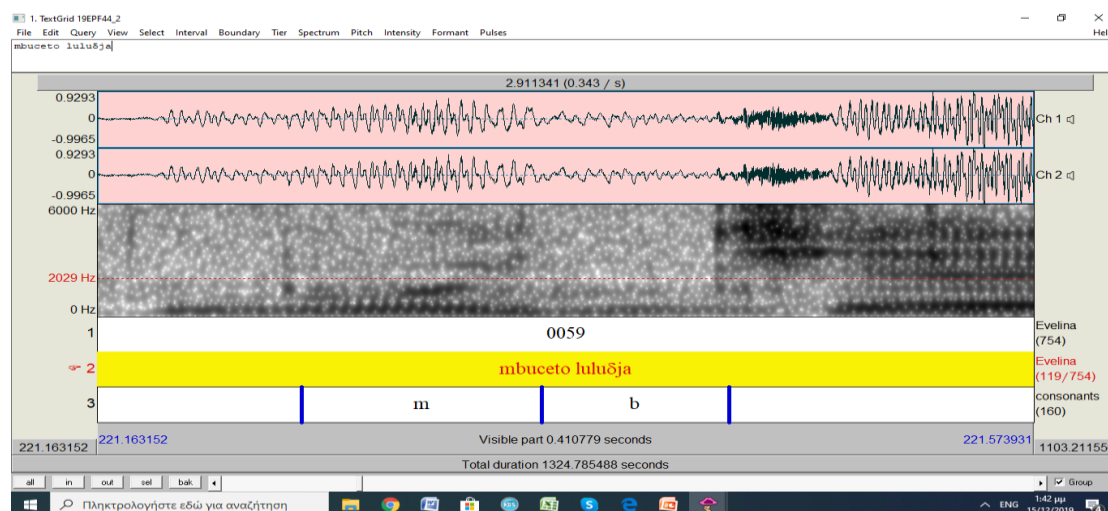 1. TextGrid 19EPF44_2
File Edit Query View Select Interval Boundary Tier Spectrum Pitch Intensity Formant Pulses Hel
mbuceto luluδja
2.911341 (0.343 / s)
0.9293
0
-0.9965
Ch 1
0.9293
0
-0.9965
Ch 2
6000 Hz
2029 Hz
0 Hz
1 0059 Evelina (754)
2 mbuceto luluδja Evelina (119/754)
3 m b consonants (160)
221.163152 221.163152 Visible part 0.410779 seconds 221.573931 1103.21155
Total duration 1324.785488 seconds
all in out sel bak Group
Πληκτρολογήστε εδώ για αναζήτηση ENG 1:42 μμ
15/12/2019